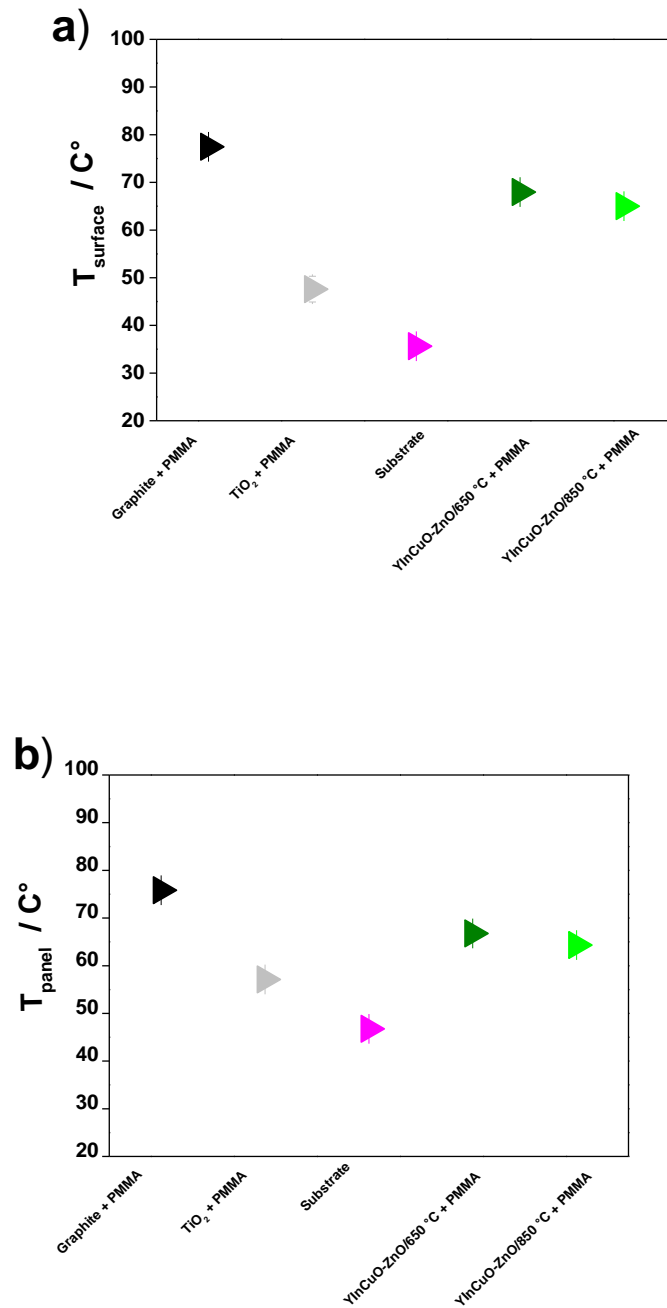 a)
100
90
80
70
60
50
40
30
20
T surface / C°
Graphite + PMMA
TiO₂ + PMMA
Substrate
YInCuO-ZnO/650 °C + PMMA
YInCuO-ZnO/850 °C + PMMA
b)
100
90
80
70
60
50
40
30
20
T panel / C°
Graphite + PMMA
TiO₂ + PMMA
Substrate
YInCuO-ZnO/650 °C + PMMA
YInCuO-ZnO/850 °C + PMMA